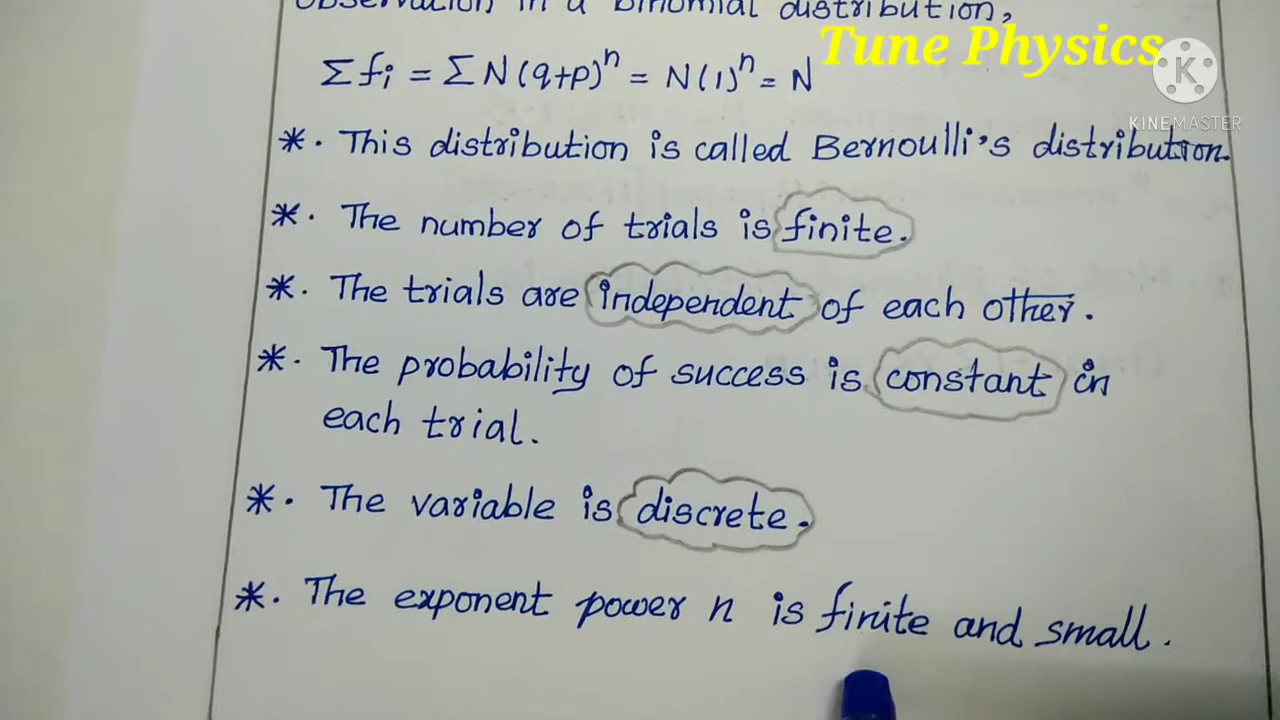 observation in a binomial distribution,
Tune Physics
Σfi = ΣN(q+p)ⁿ = N(1)ⁿ = N
KINEMASTER
*. This distribution is called Bernoulli's distribution.
*. The number of trials is finite.
*. The trials are independent of each other.
*. The probability of success is constant in
each trial.
*. The variable is discrete.
*. The exponent power n is finite and small.